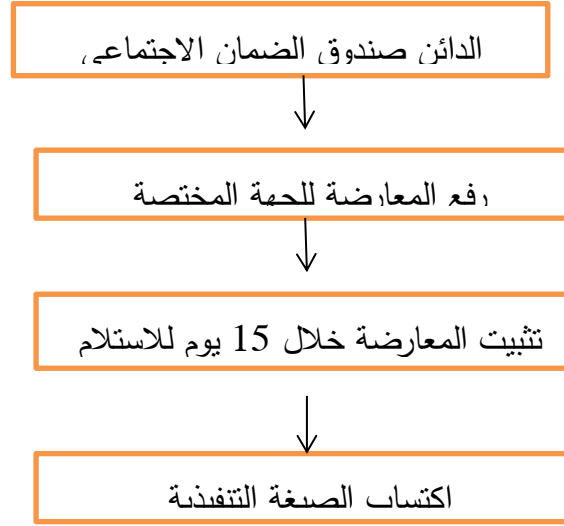 الدائن صندوق الضمان الاجتماعي
رفع المعارضة للجهة المختصة
تثبيت المعارضة خلال 15 يوم للاستلام
اكتساب الصيغة التنفيذية